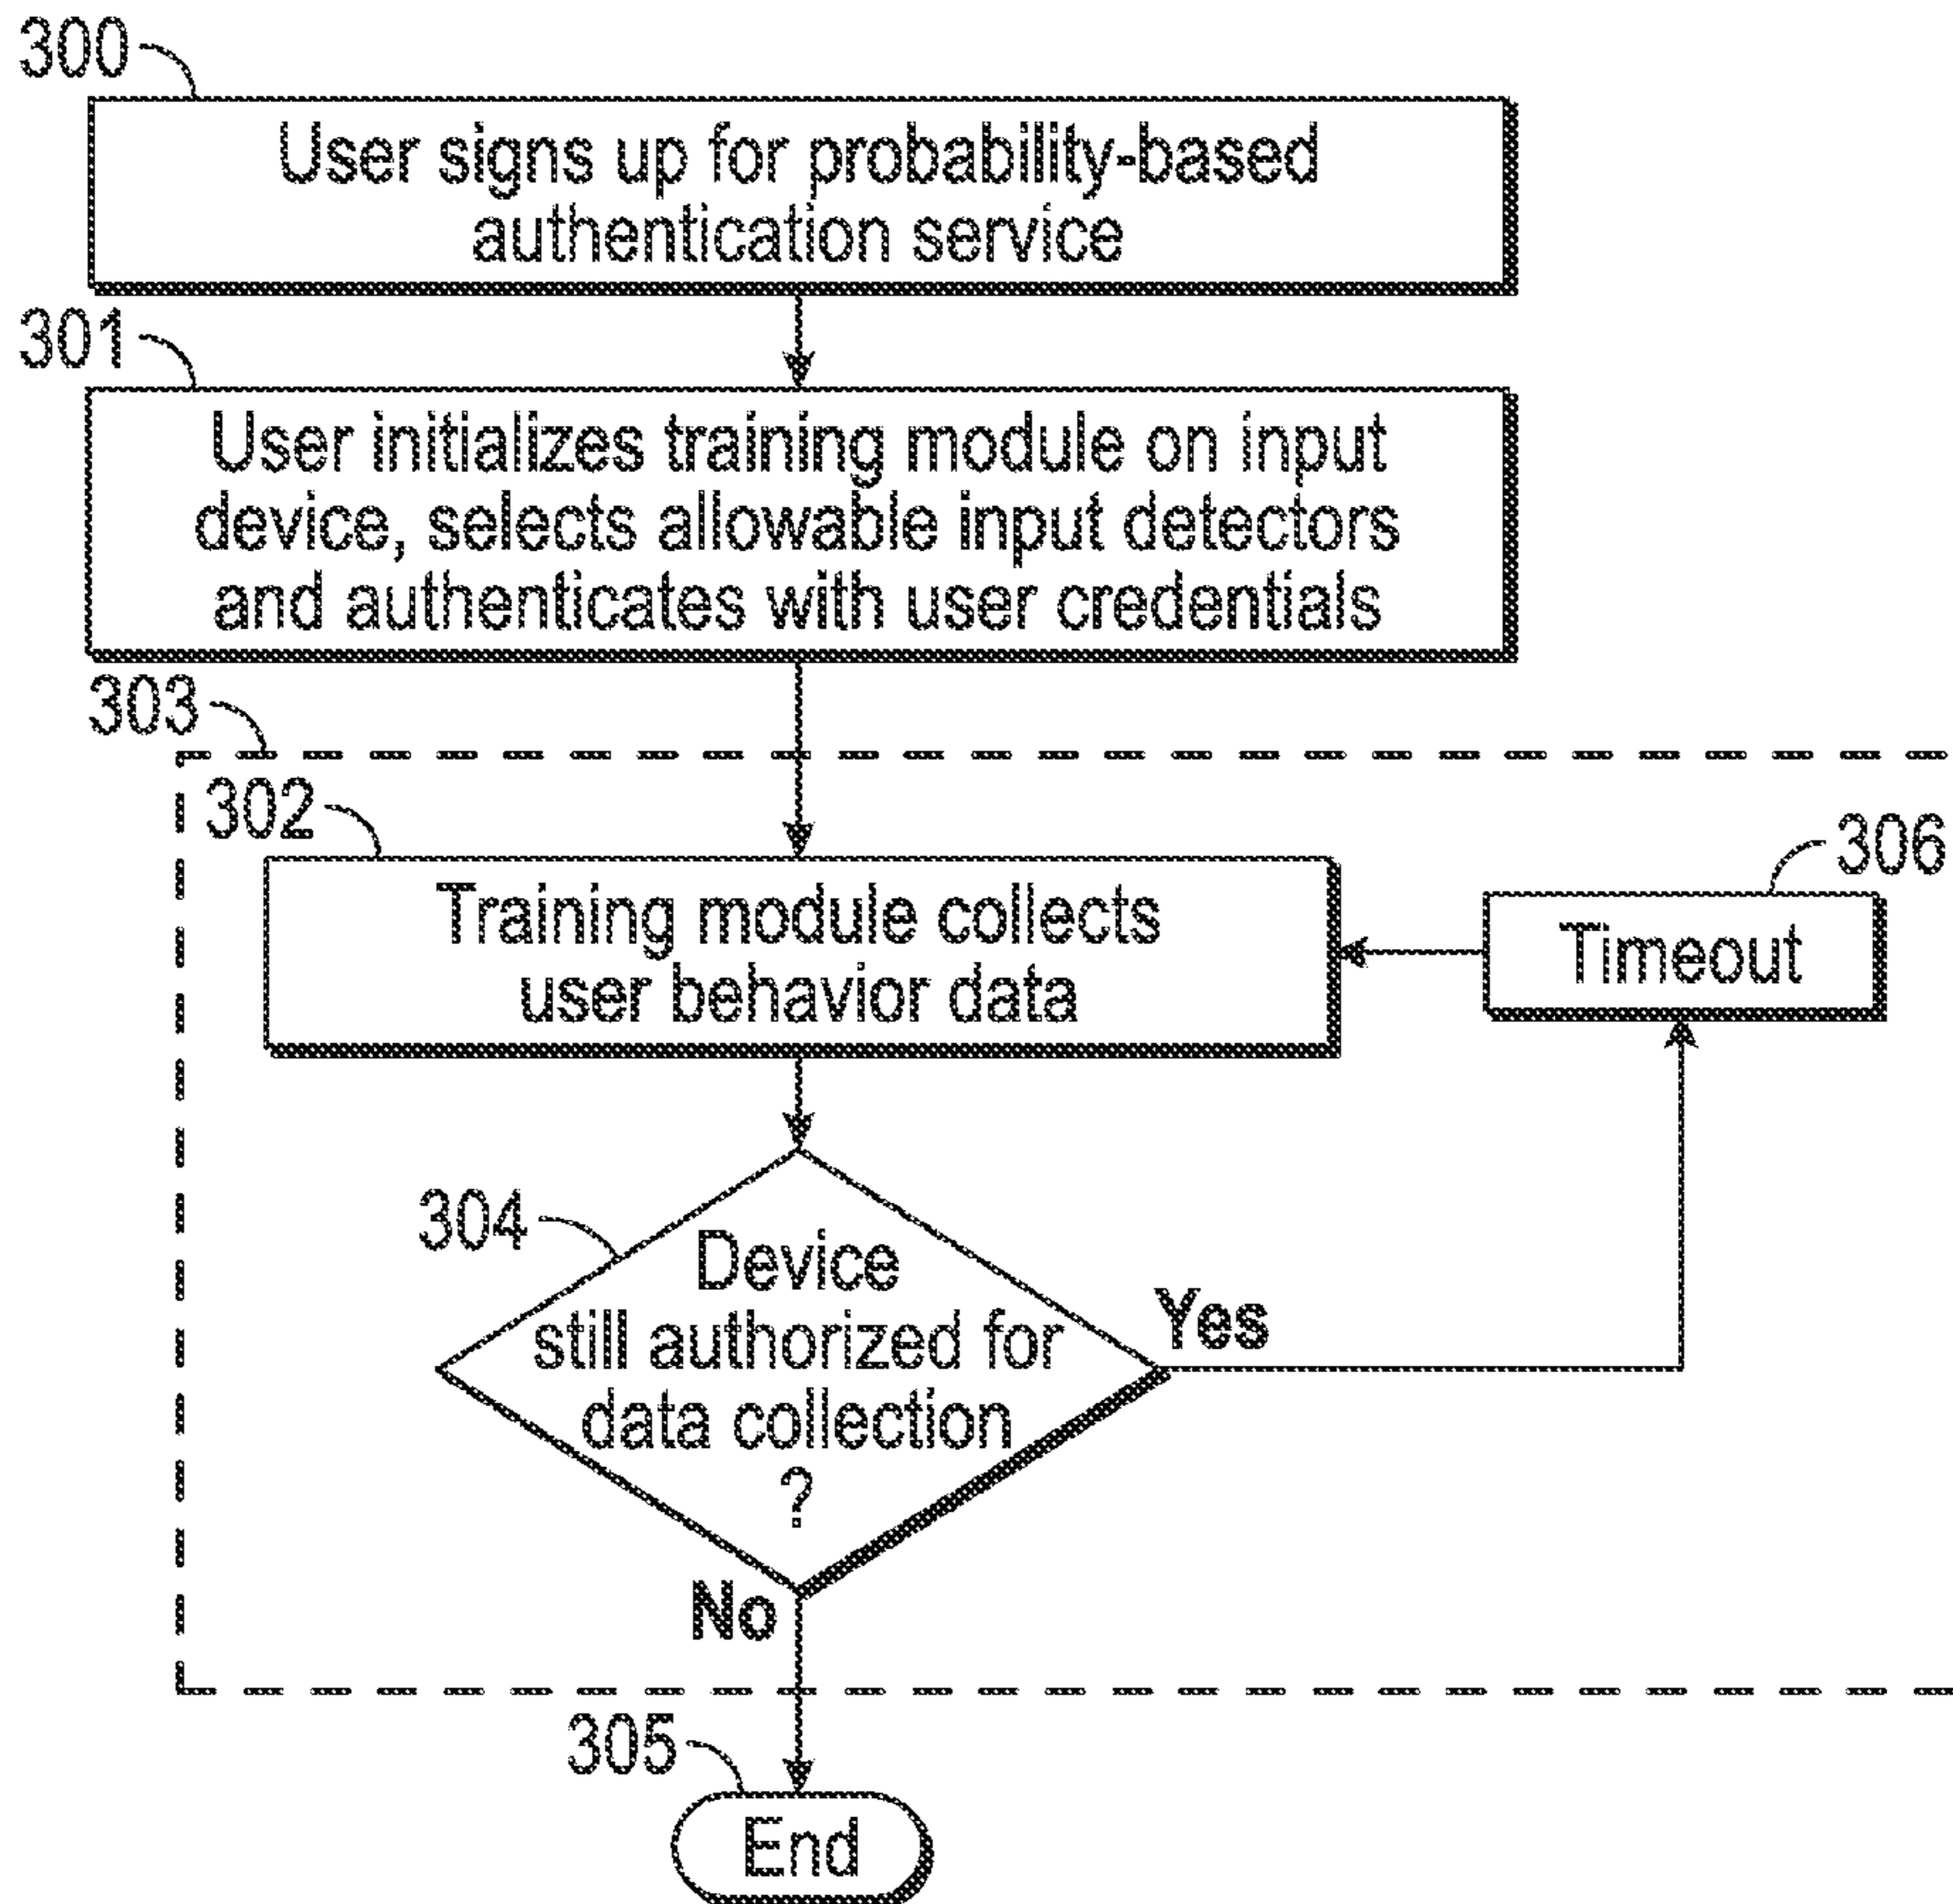 300
User signs up for probability-based
authentication service
301
User initializes training module on input
device, selects allowable input detectors
and authenticates with user credentials
303
302
Training module collects
user behavior data
306
Timeout
304
Device
still authorized for
data collection
?
Yes
No
305
End